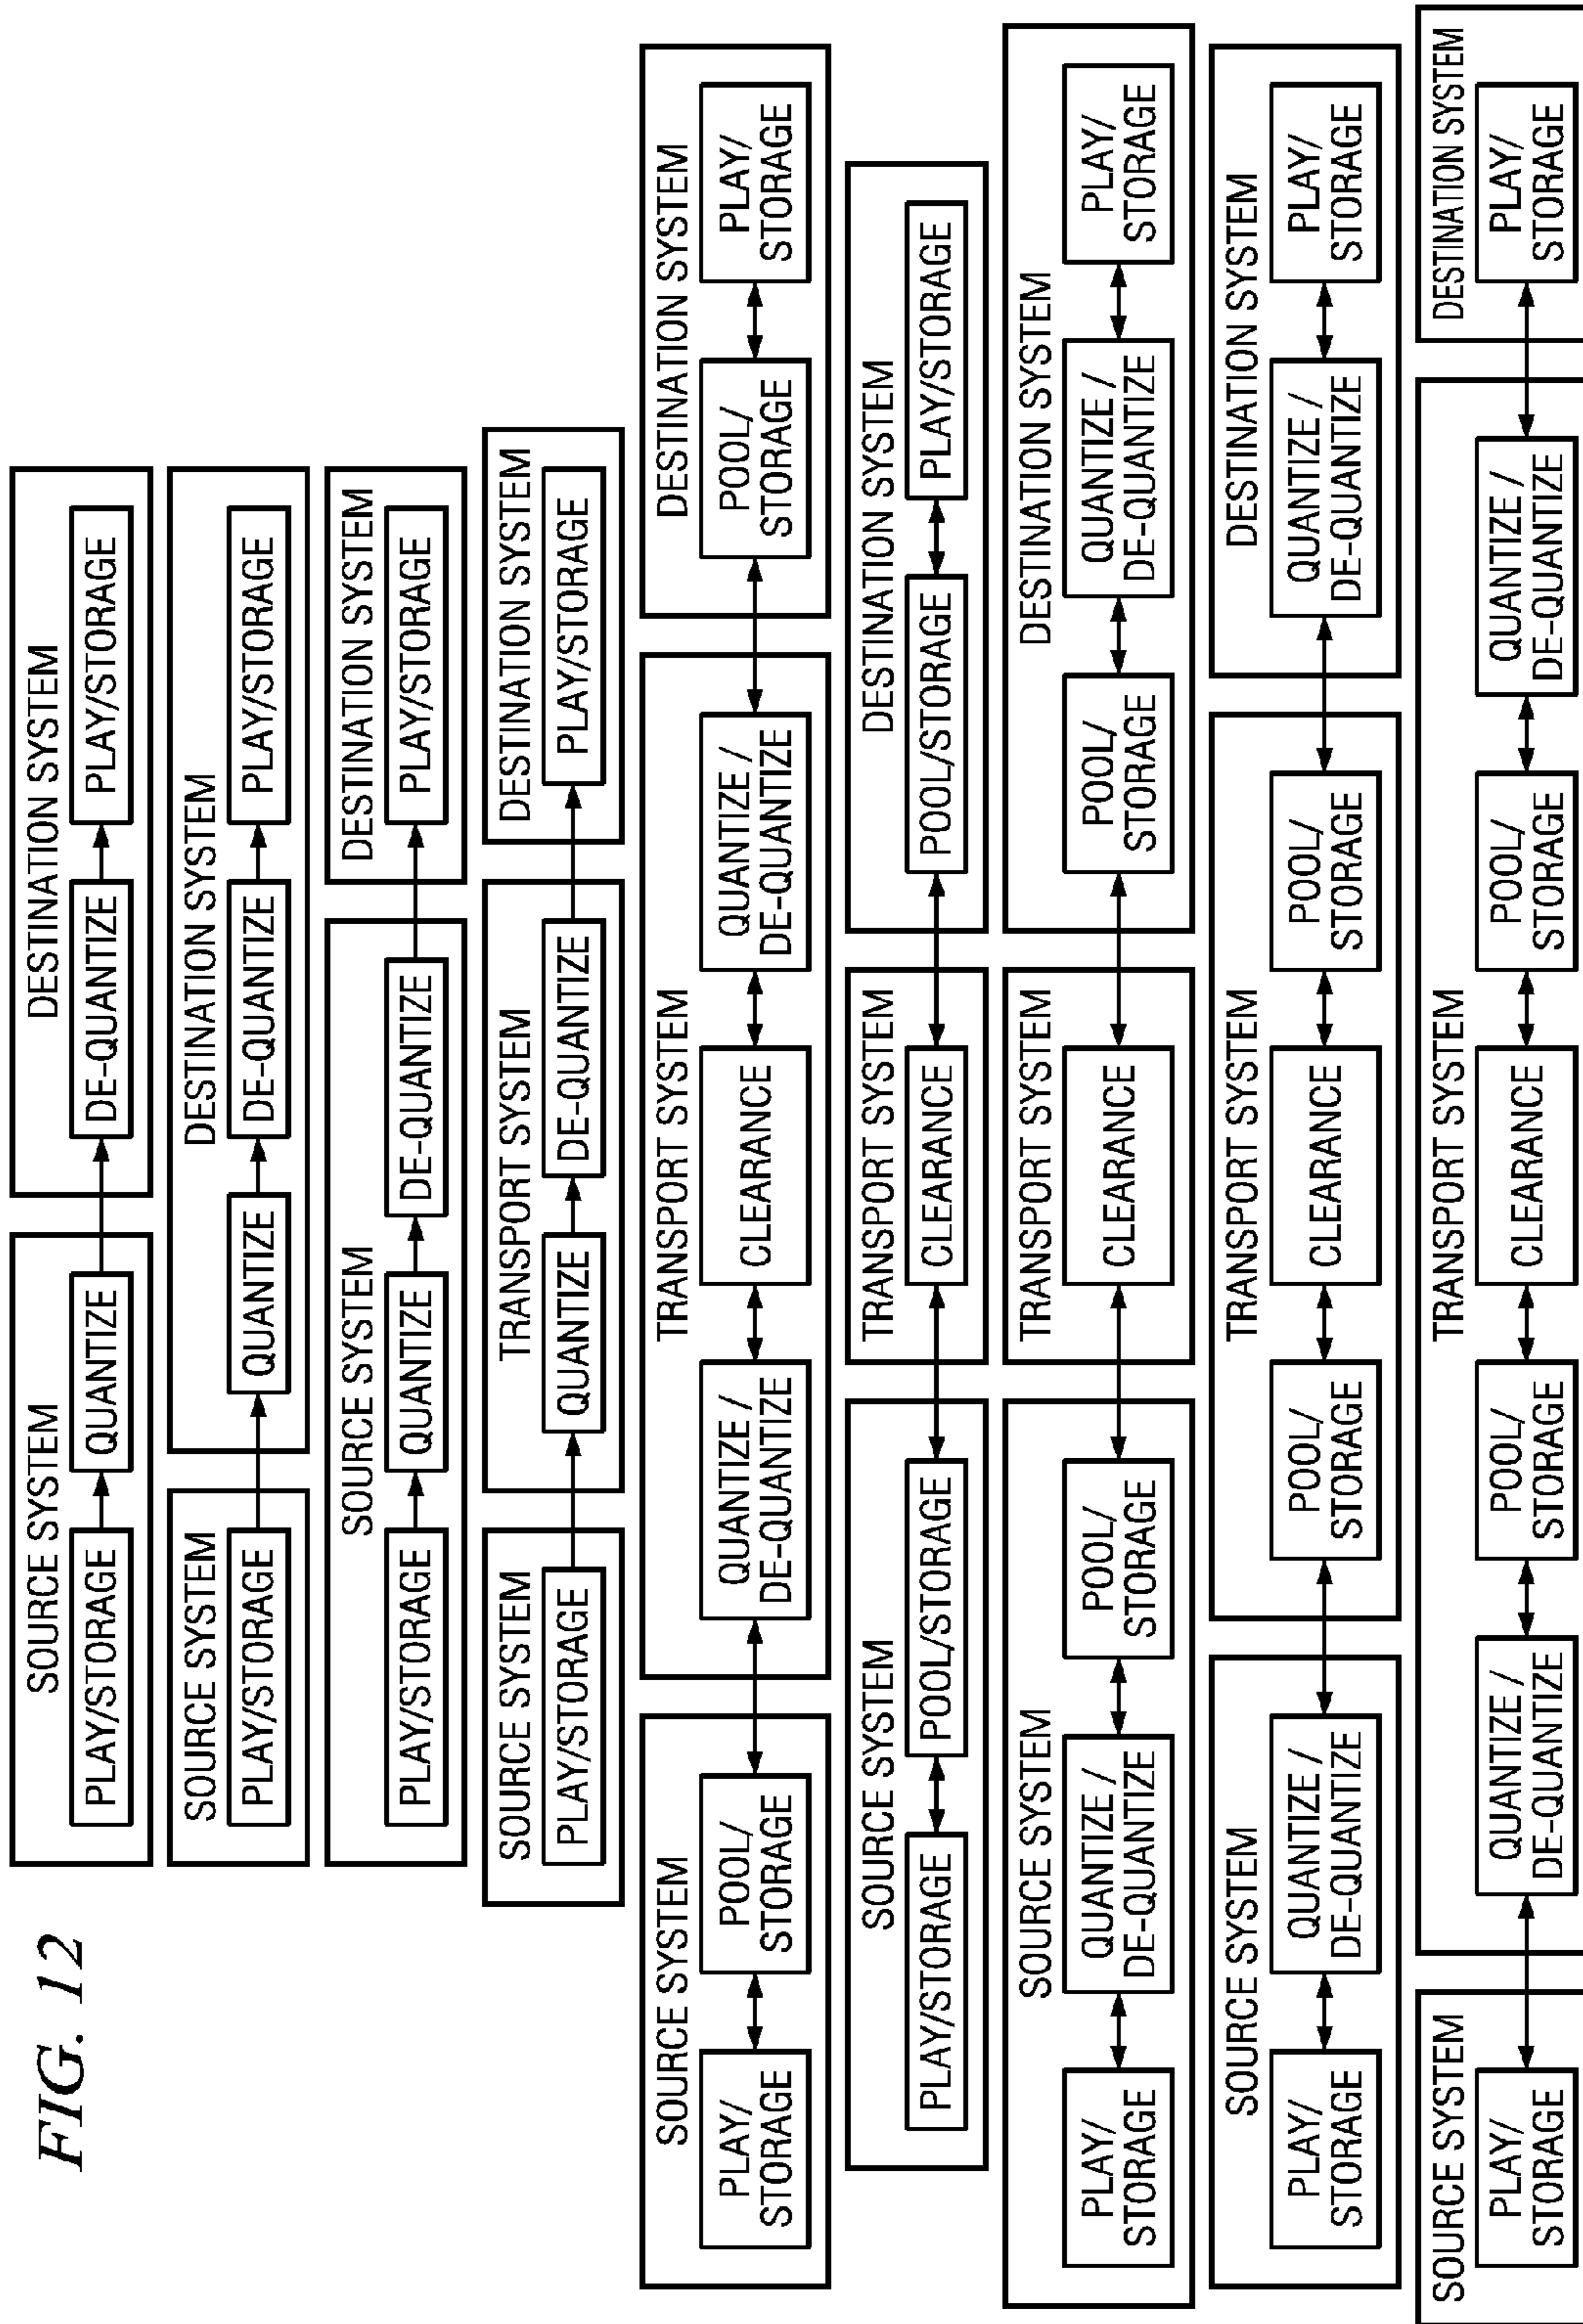 FIG. 12
SOURCE SYSTEM
PLAY/STORAGE
QUANTIZE
DESTINATION SYSTEM
DE-QUANTIZE
PLAY/STORAGE
SOURCE SYSTEM
PLAY/STORAGE
DESTINATION SYSTEM
QUANTIZE
DE-QUANTIZE
PLAY/STORAGE
SOURCE SYSTEM
PLAY/STORAGE
QUANTIZE
DE-QUANTIZE
DESTINATION SYSTEM
PLAY/STORAGE
SOURCE SYSTEM
PLAY/STORAGE
TRANSPORT SYSTEM
QUANTIZE
DE-QUANTIZE
DESTINATION SYSTEM
PLAY/STORAGE
SOURCE SYSTEM
PLAY/
STORAGE
POOL/
STORAGE
TRANSPORT SYSTEM
QUANTIZE /
DE-QUANTIZE
CLEARANCE
QUANTIZE /
DE-QUANTIZE
DESTINATION SYSTEM
POOL/
STORAGE
PLAY/
STORAGE
SOURCE SYSTEM
PLAY/STORAGE
POOL/STORAGE
TRANSPORT SYSTEM
CLEARANCE
DESTINATION SYSTEM
POOL/STORAGE
PLAY/STORAGE
SOURCE SYSTEM
PLAY/
STORAGE
QUANTIZE /
DE-QUANTIZE
POOL/
STORAGE
TRANSPORT SYSTEM
CLEARANCE
DESTINATION SYSTEM
POOL/
STORAGE
QUANTIZE /
DE-QUANTIZE
PLAY/
STORAGE
SOURCE SYSTEM
PLAY/
STORAGE
QUANTIZE /
DE-QUANTIZE
TRANSPORT SYSTEM
POOL/
STORAGE
CLEARANCE
POOL/
STORAGE
DESTINATION SYSTEM
QUANTIZE /
DE-QUANTIZE
PLAY/
STORAGE
SOURCE SYSTEM
PLAY/
STORAGE
TRANSPORT SYSTEM
QUANTIZE /
DE-QUANTIZE
POOL/
STORAGE
CLEARANCE
POOL/
STORAGE
QUANTIZE /
DE-QUANTIZE
DESTINATION SYSTEM
PLAY/
STORAGE